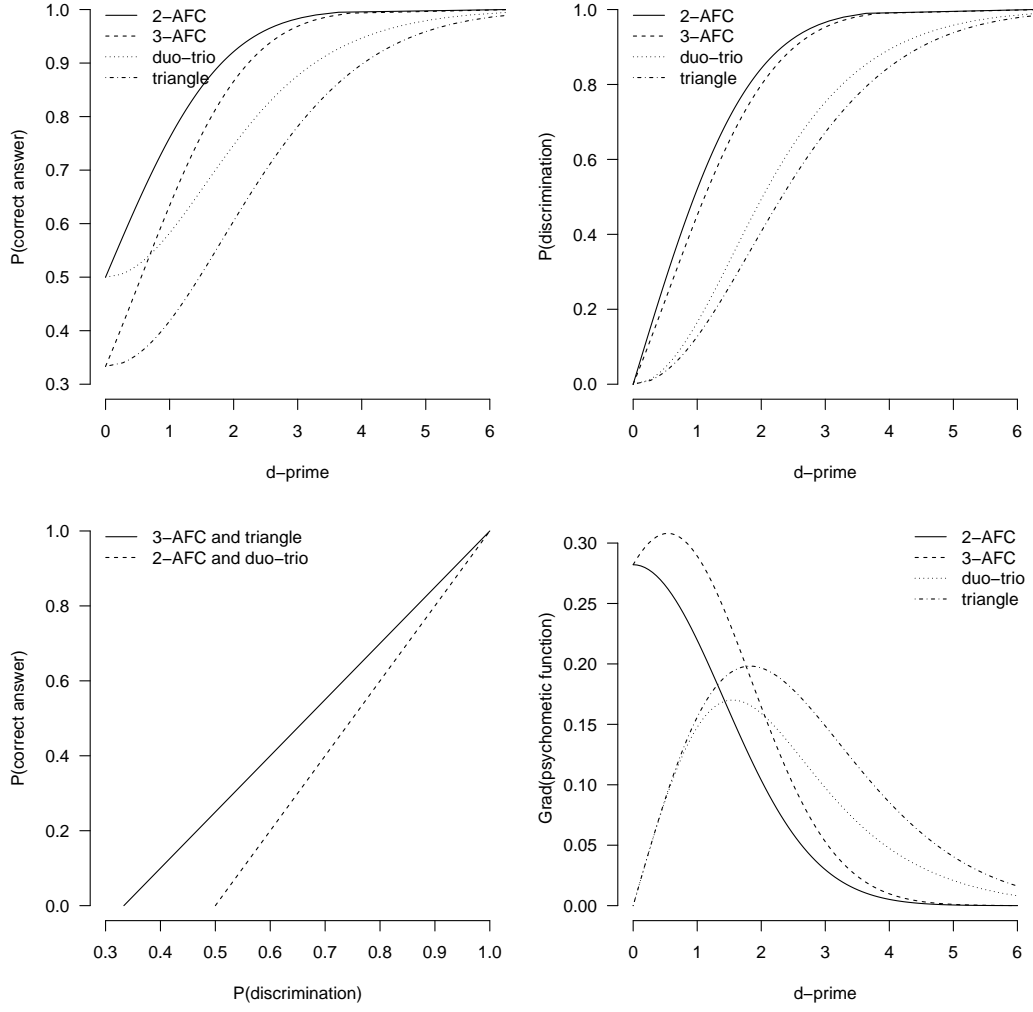 2−AFC
3−AFC
duo−trio
triangle
1.0
0.9
0.8
0.7
0.6
0.5
0.4
0.3
P(correct answer)
0 1 2 3 4 5 6
d−prime
2−AFC
3−AFC
duo−trio
triangle
1.0
0.8
0.6
0.4
0.2
0.0
P(discrimination)
0 1 2 3 4 5 6
d−prime
3−AFC and triangle
2−AFC and duo−trio
1.0
0.8
0.6
0.4
0.2
0.0
P(correct answer)
0.3 0.4 0.5 0.6 0.7 0.8 0.9 1.0
P(discrimination)
2−AFC
3−AFC
duo−trio
triangle
0.30
0.25
0.20
0.15
0.10
0.05
0.00
Grad(psychometic function)
0 1 2 3 4 5 6
d−prime